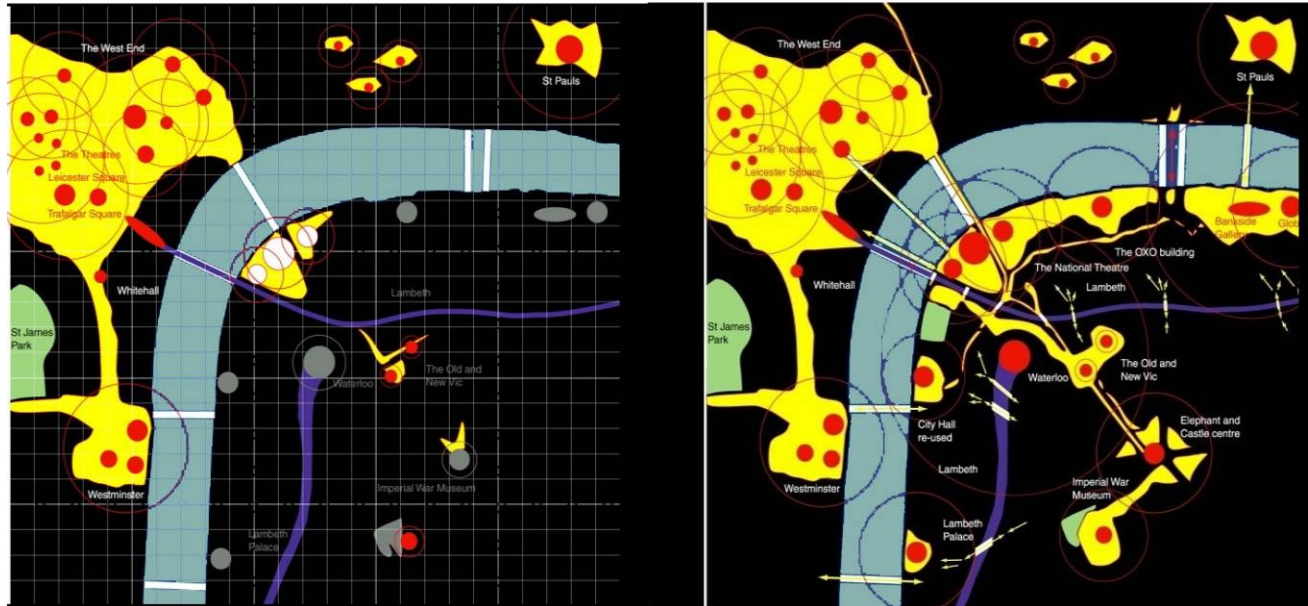 The West End
St Pauls
The Theatres
Leicester Square
Trafalgar Square
Whitehall
Lambeth
St James
Park
Waterloo
The Old and
New Vic
Imperial War Museum
Westminster
Lambeth
Palace
The West End
St Pauls
The Theatres
Leicester Square
Trafalgar Square
Bankside
Gallery
Glob
The OXO building
The National Theatre
Whitehall
Lambeth
St James
Park
The Old and
New Vic
Waterloo
City Hall
re-used
Elephant and
Castle centre
Lambeth
Imperial War
Museum
Westminster
Lambeth
Palace